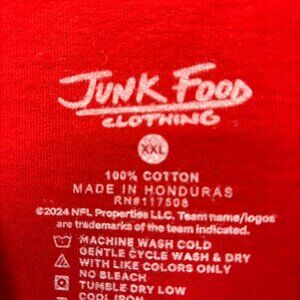 JUNK FOOD
CLOTHING
XXL
100% COTTON
MADE IN HONDURAS
RN#117508
©2024 NFL Properties LLC. Team name/logos
are trademarks of the team indicated.
MACHINE WASH COLD
GENTLE CYCLE WASH & DRY
WITH LIKE COLORS ONLY
NO BLEACH
TUMBLE DRY LOW
COOL IRON